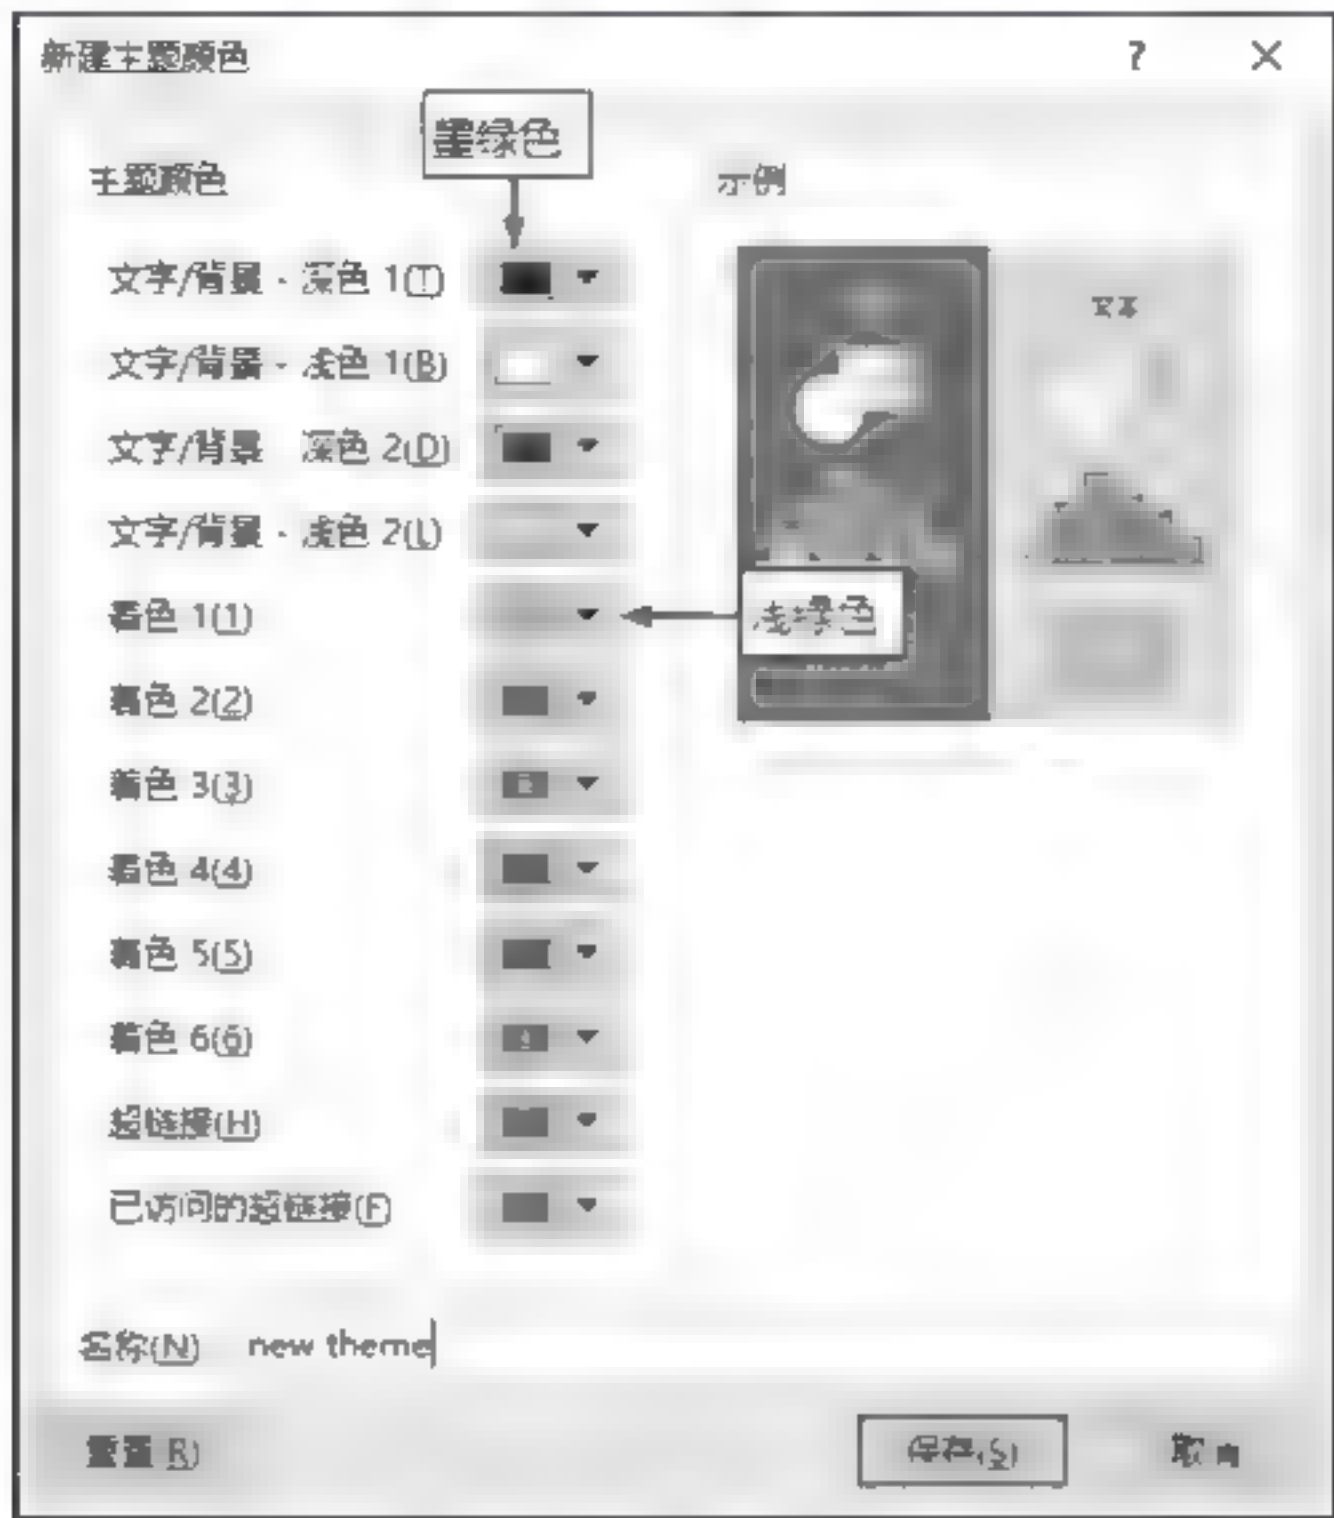 新建主题颜色
? ×
墨绿色
主题颜色
示例
文字/背景 - 深色 1(T)
文字/背景 - 浅色 1(B)
文字/背景 - 深色 2(D)
文字/背景 - 浅色 2(L)
着色 1(1)
浅绿色
着色 2(2)
着色 3(3)
着色 4(4)
着色 5(5)
着色 6(6)
超链接(H)
已访问的超链接(F)
名称(N) new theme
重置(R)
保存(S)
取消